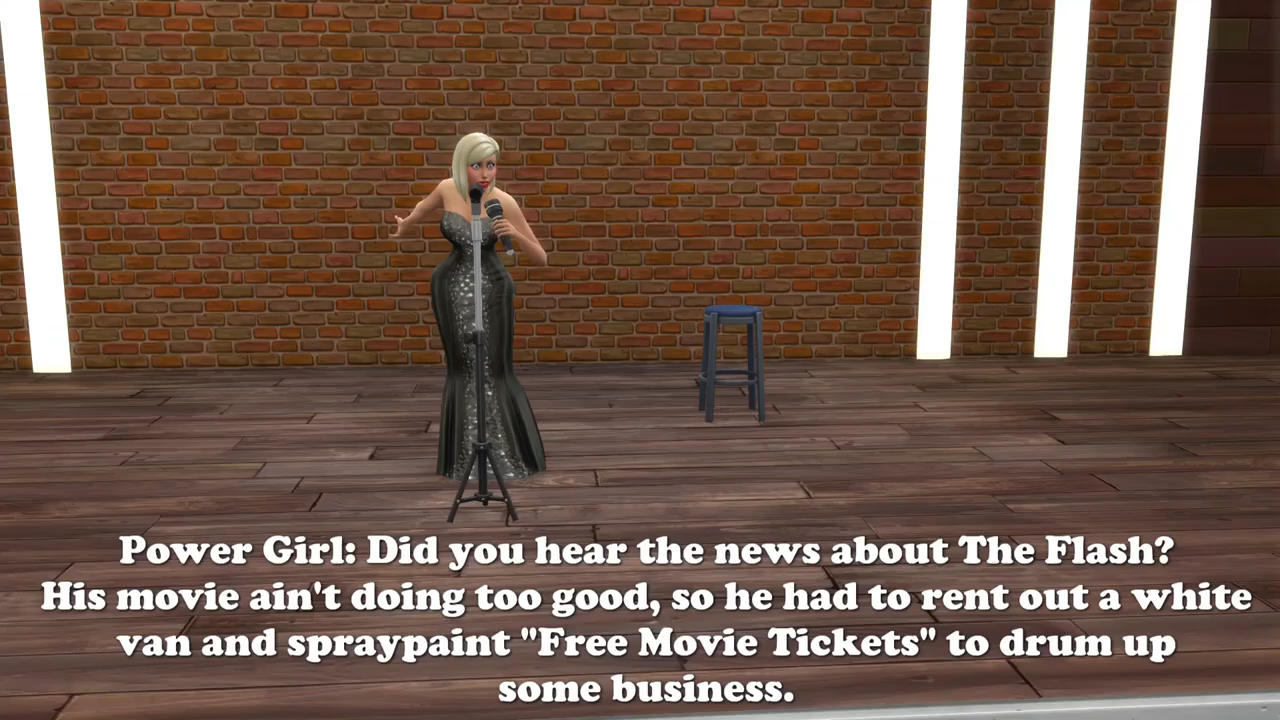 Power Girl: Did you hear the news about The Flash?
His movie ain't doing too good, so he had to rent out a white
van and spraypaint "Free Movie Tickets" to drum up
some business.